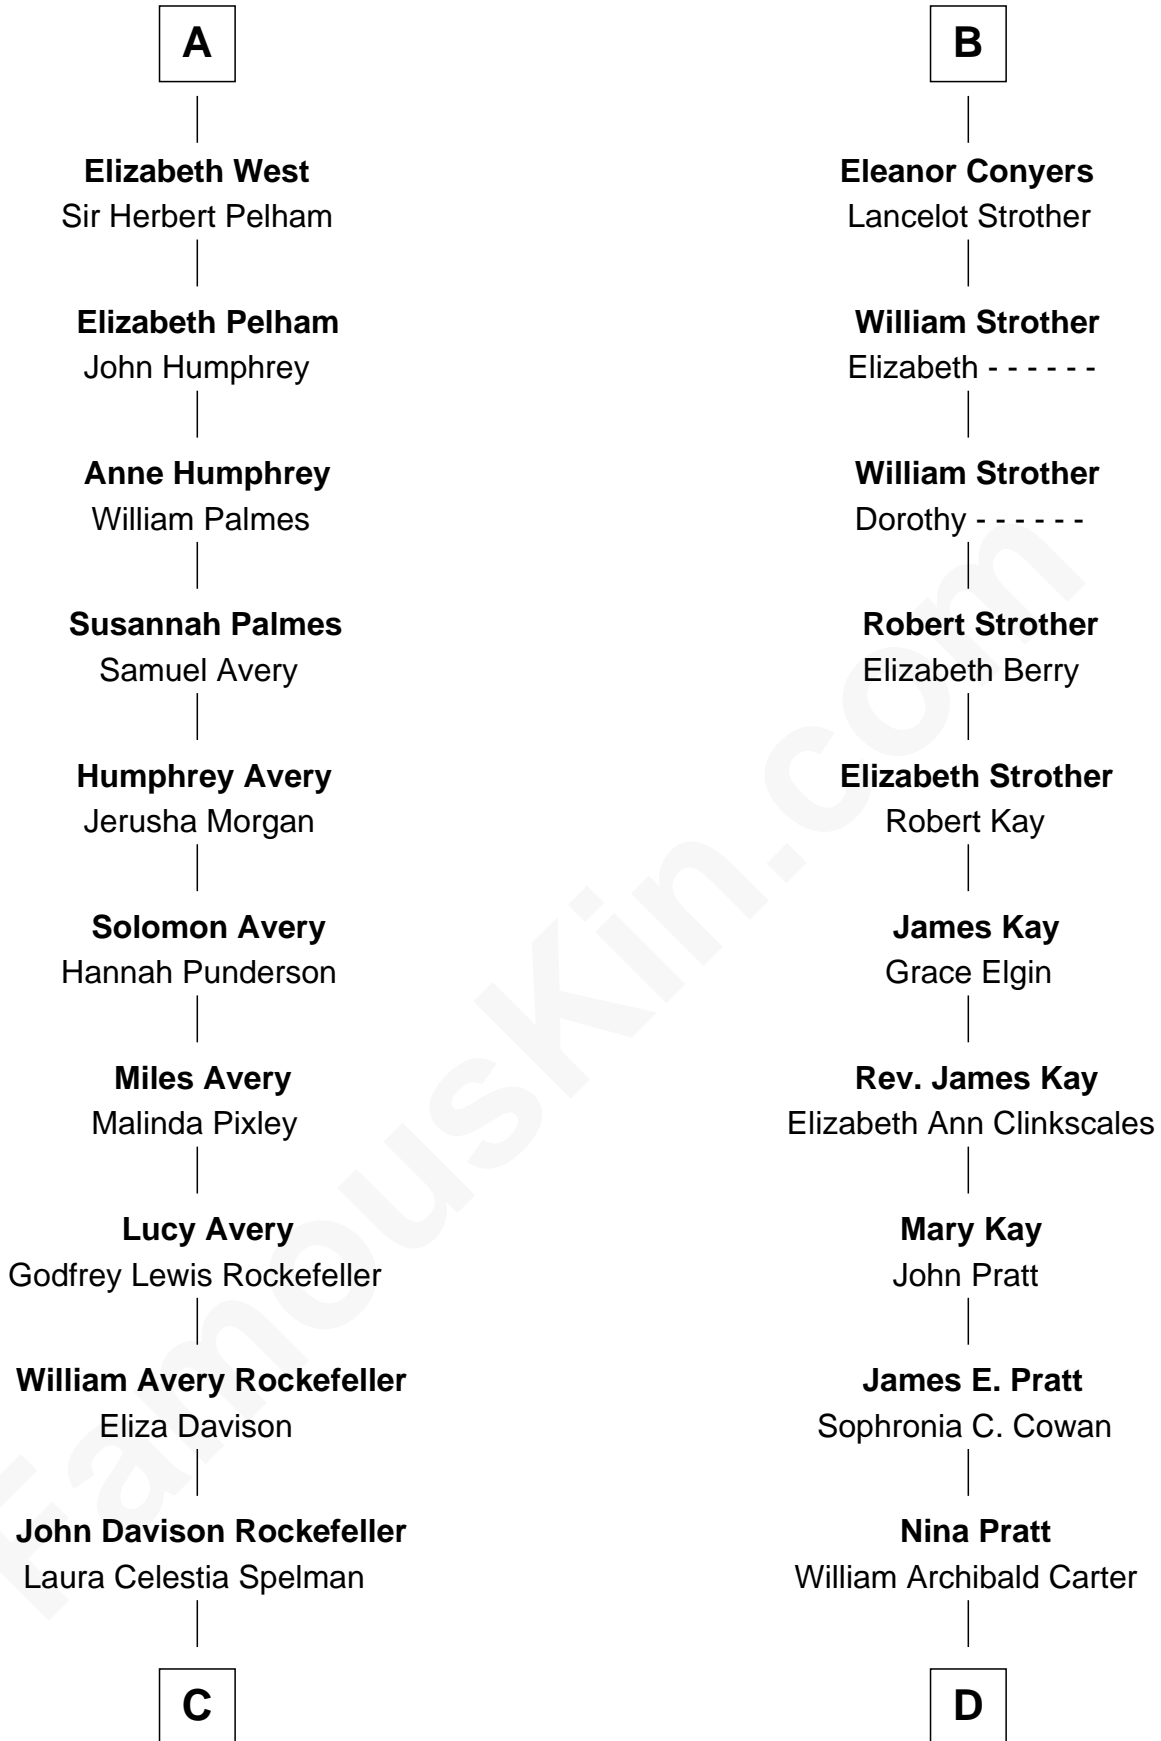 A
Elizabeth West
Sir Herbert Pelham
Elizabeth Pelham
John Humphrey
Anne Humphrey
William Palmes
Susannah Palmes
Samuel Avery
Humphrey Avery
Jerusha Morgan
Solomon Avery
Hannah Punderson
Miles Avery
Malinda Pixley
Lucy Avery
Godfrey Lewis Rockefeller
William Avery Rockefeller
Eliza Davison
John Davison Rockefeller
Laura Celestia Spelman
C
B
Eleanor Conyers
Lancelot Strother
William Strother
Elizabeth - - - - - -
William Strother
Dorothy - - - - - -
Robert Strother
Elizabeth Berry
Elizabeth Strother
Robert Kay
James Kay
Grace Elgin
Rev. James Kay
Elizabeth Ann Clinkscales
Mary Kay
John Pratt
James E. Pratt
Sophronia C. Cowan
Nina Pratt
William Archibald Carter
D
FamousKin.com